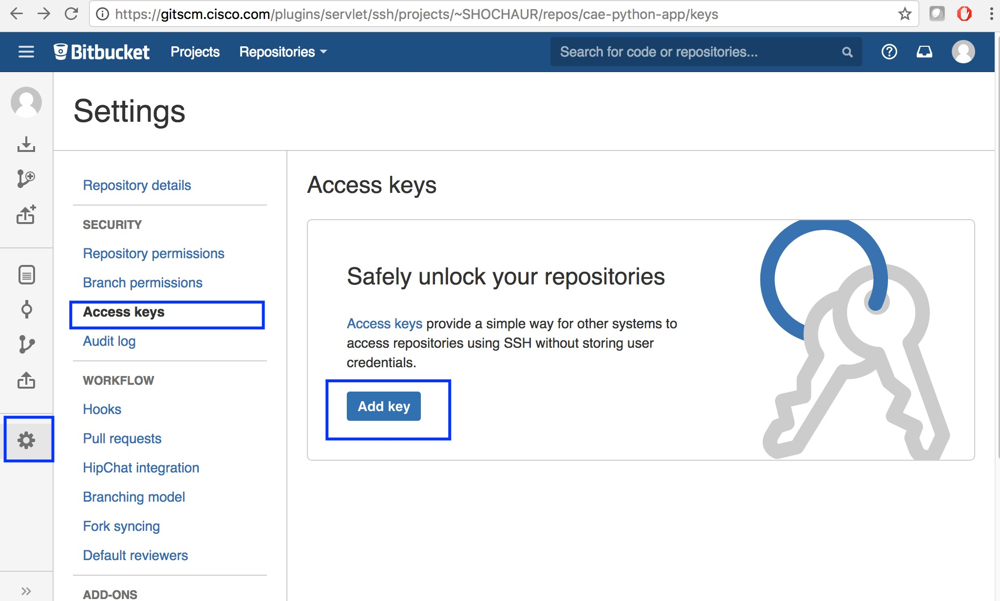 https://gitscm.cisco.com/plugins/servlet/ssh/projects/~SHOCHAUR/repos/cae-python-app/keys
Bitbucket Projects Repositories Search for code or repositories...
Settings
Repository details
SECURITY
Repository permissions
Branch permissions
Access keys
Audit log
WORKFLOW
Hooks
Pull requests
HipChat integration
Branching model
Fork syncing
Default reviewers
ADD-ONS
Access keys
Safely unlock your repositories
Access keys provide a simple way for other systems to
access repositories using SSH without storing user
credentials.
Add key